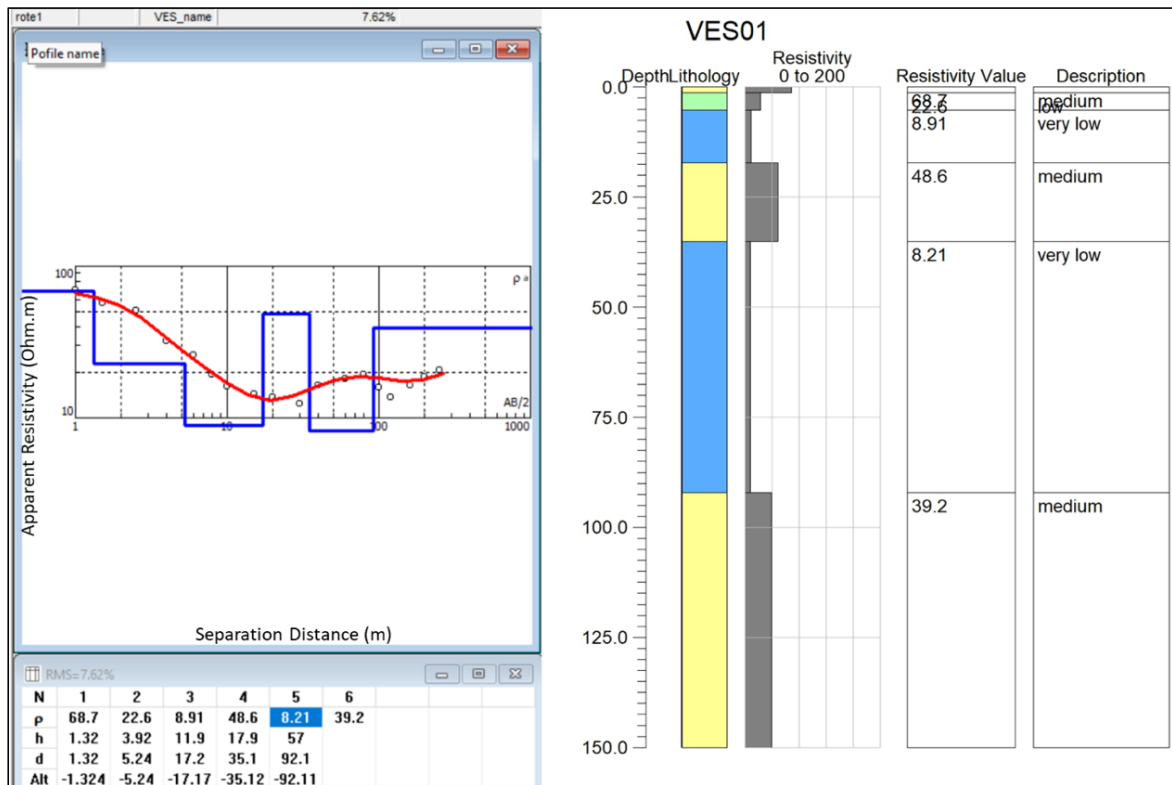 rote1 VES_name 7.62%
Pofile name
100
ρ a
Apparent Resistivity (Ohm.m)
10
AB/2
1 10 100 1000
Separation Distance (m)
RMS=7.62%
N 1 2 3 4 5 6
ρ 68.7 22.6 8.91 48.6 8.21 39.2
h 1.32 3.92 11.9 17.9 57
d 1.32 5.24 17.2 35.1 92.1
Alt -1.324 -5.24 -17.17 -35.12 -92.11
VES01
Resistivity
Depth Lithology 0 to 200 Resistivity Value Description
0.0
68.7 medium
22.6 low
8.91 very low
48.6 medium
25.0
8.21 very low
50.0
75.0
39.2 medium
100.0
125.0
150.0